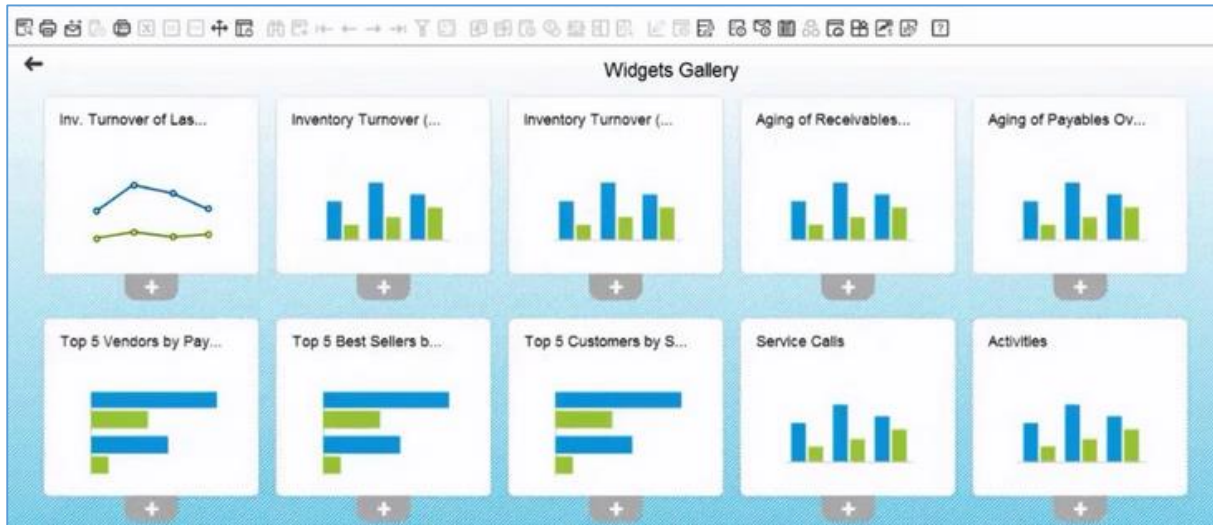 Widgets Gallery
Inv. Turnover of Las...
Inventory Turnover (...
Inventory Turnover (...
Aging of Receivables...
Aging of Payables Ov...
Top 5 Vendors by Pay...
Top 5 Best Sellers b...
Top 5 Customers by S...
Service Calls
Activities